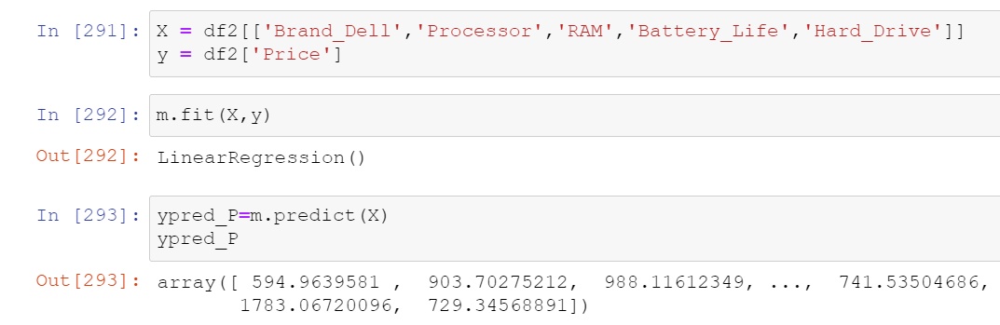 In [291]: X = df2[['Brand_Dell','Processor','RAM','Battery_Life','Hard_Drive']]
y = df2['Price']
In [292]: m.fit(X,y)
Out[292]: LinearRegression()
In [293]: ypred_P=m.predict(X)
ypred_P
Out[293]: array([ 594.9639581 ,  903.70275212,  988.11612349, ...,  741.53504686,
1783.06720096,  729.34568891])